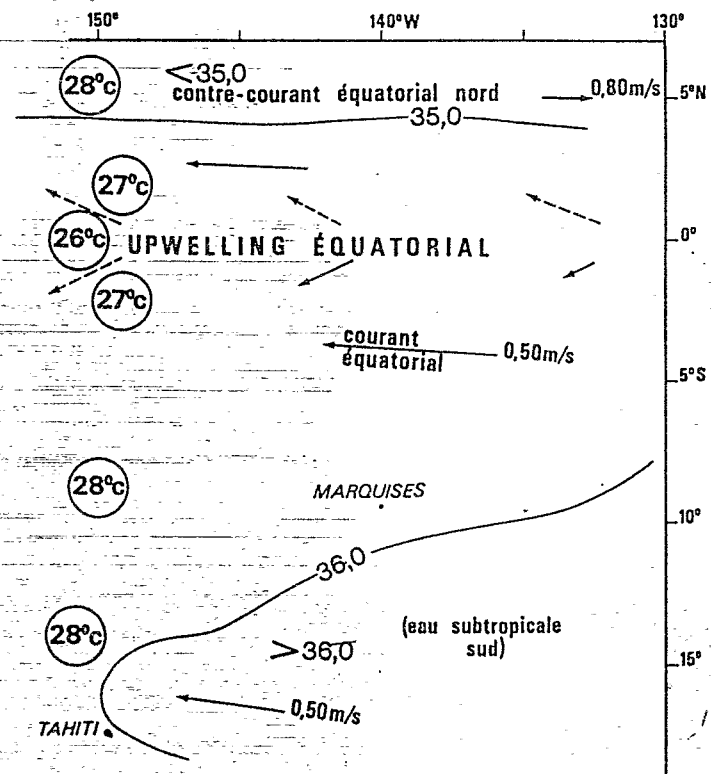 150° 140°W 130°
28°c <35,0
contre-courant équatorial nord 0,80m/s 5°N
35,0
27°c
26°c UPWELLING ÉQUATORIAL 0°
27°c
courant
équatorial 0,50m/s
5°S
28°c MARQUISES
10°
36,0
28°c (eau subtropicale
>36,0 sud)
15°
0,50m/s
TAHITI